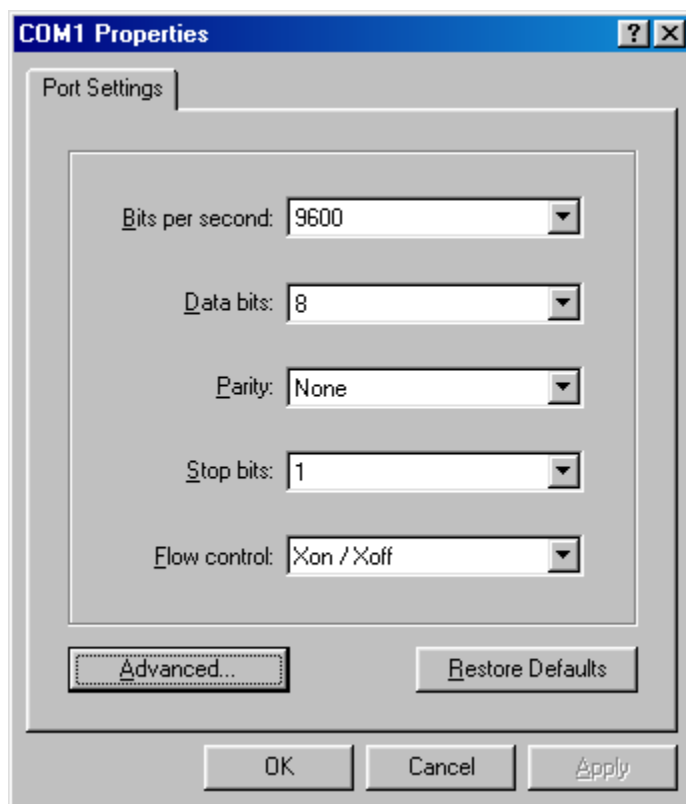 COM1 Properties
Port Settings
Bits per second: 9600
Data bits: 8
Parity: None
Stop bits: 1
Flow control: Xon / Xoff
Advanced... Restore Defaults
OK Cancel Apply